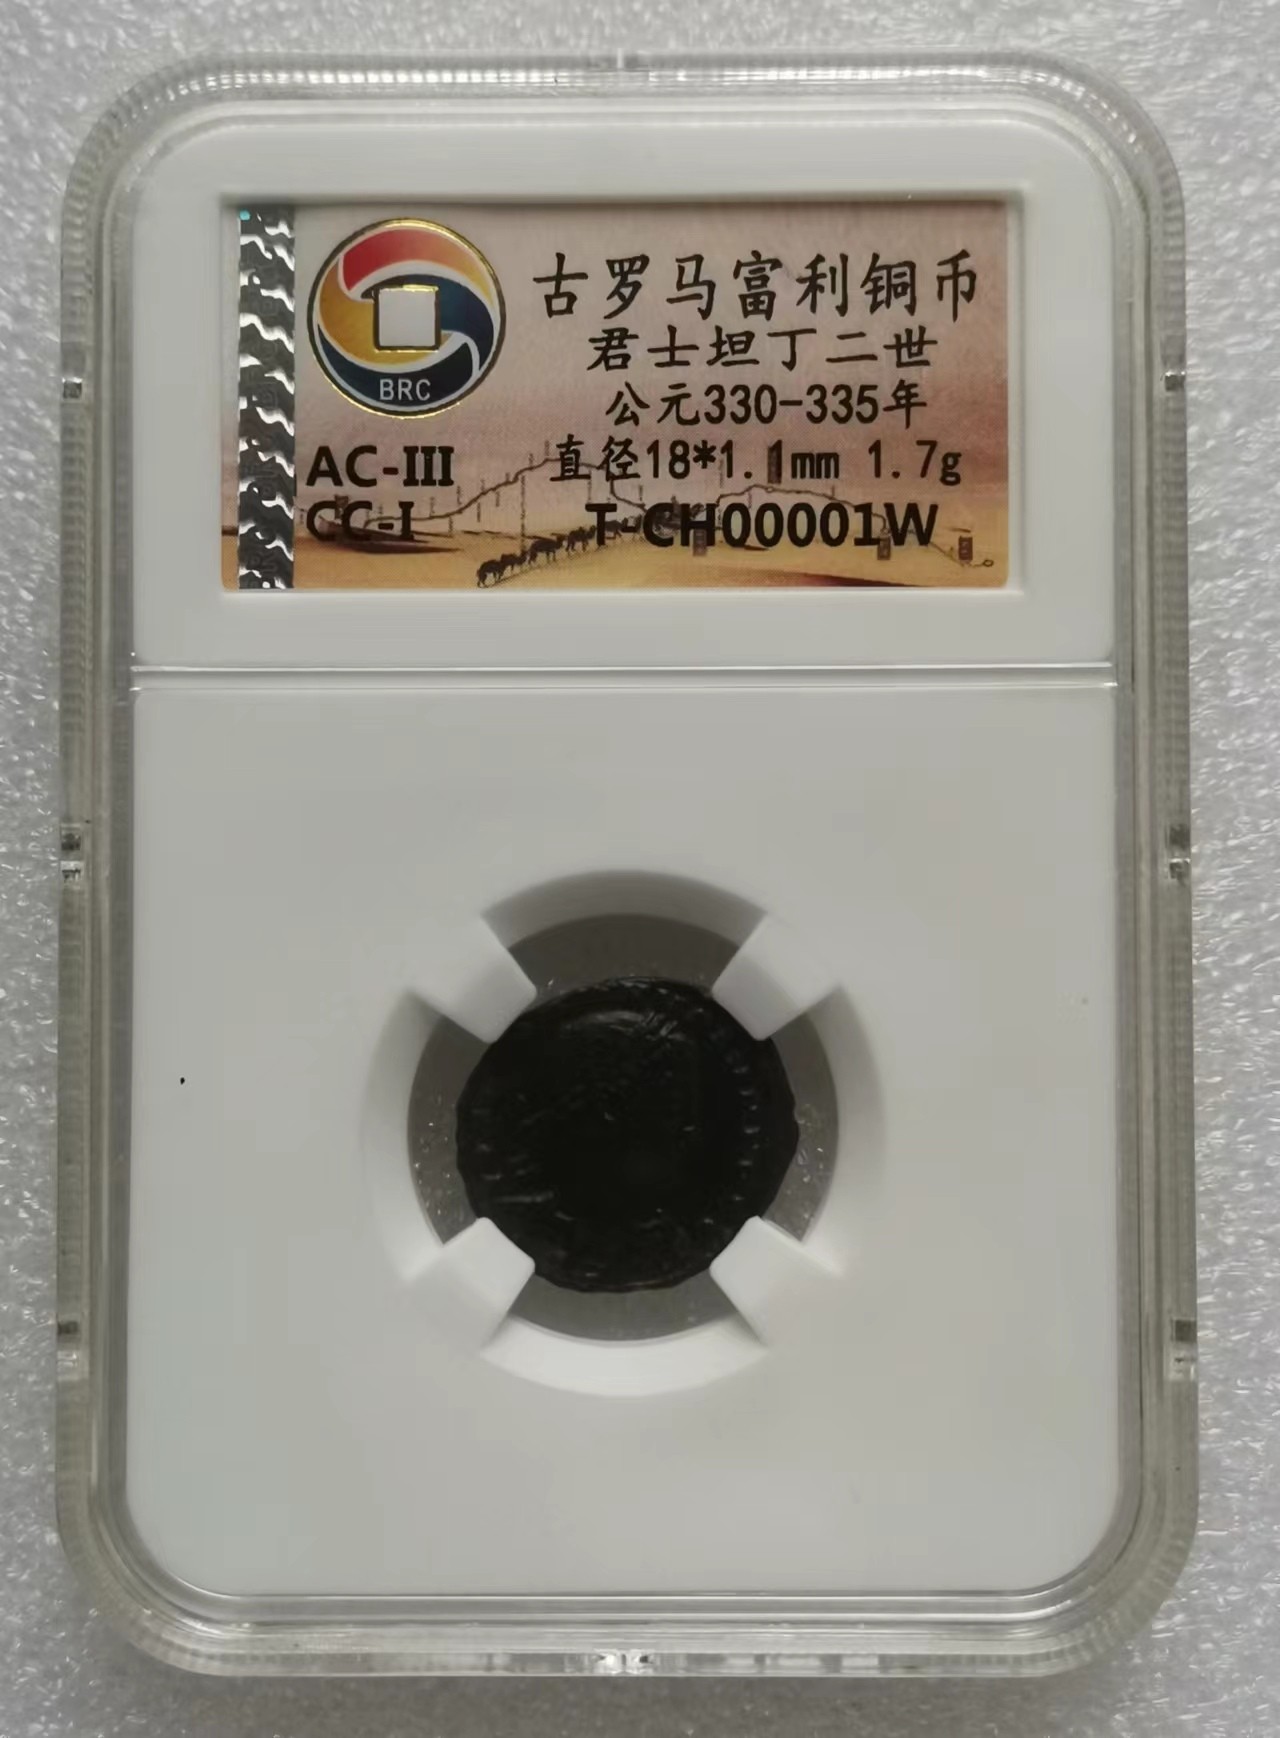 BRC
古罗马富利铜币
君士坦丁二世
公元330-335年
直径18*1.1mm 1.7g
AC-III
CC-I
T-CH00001W